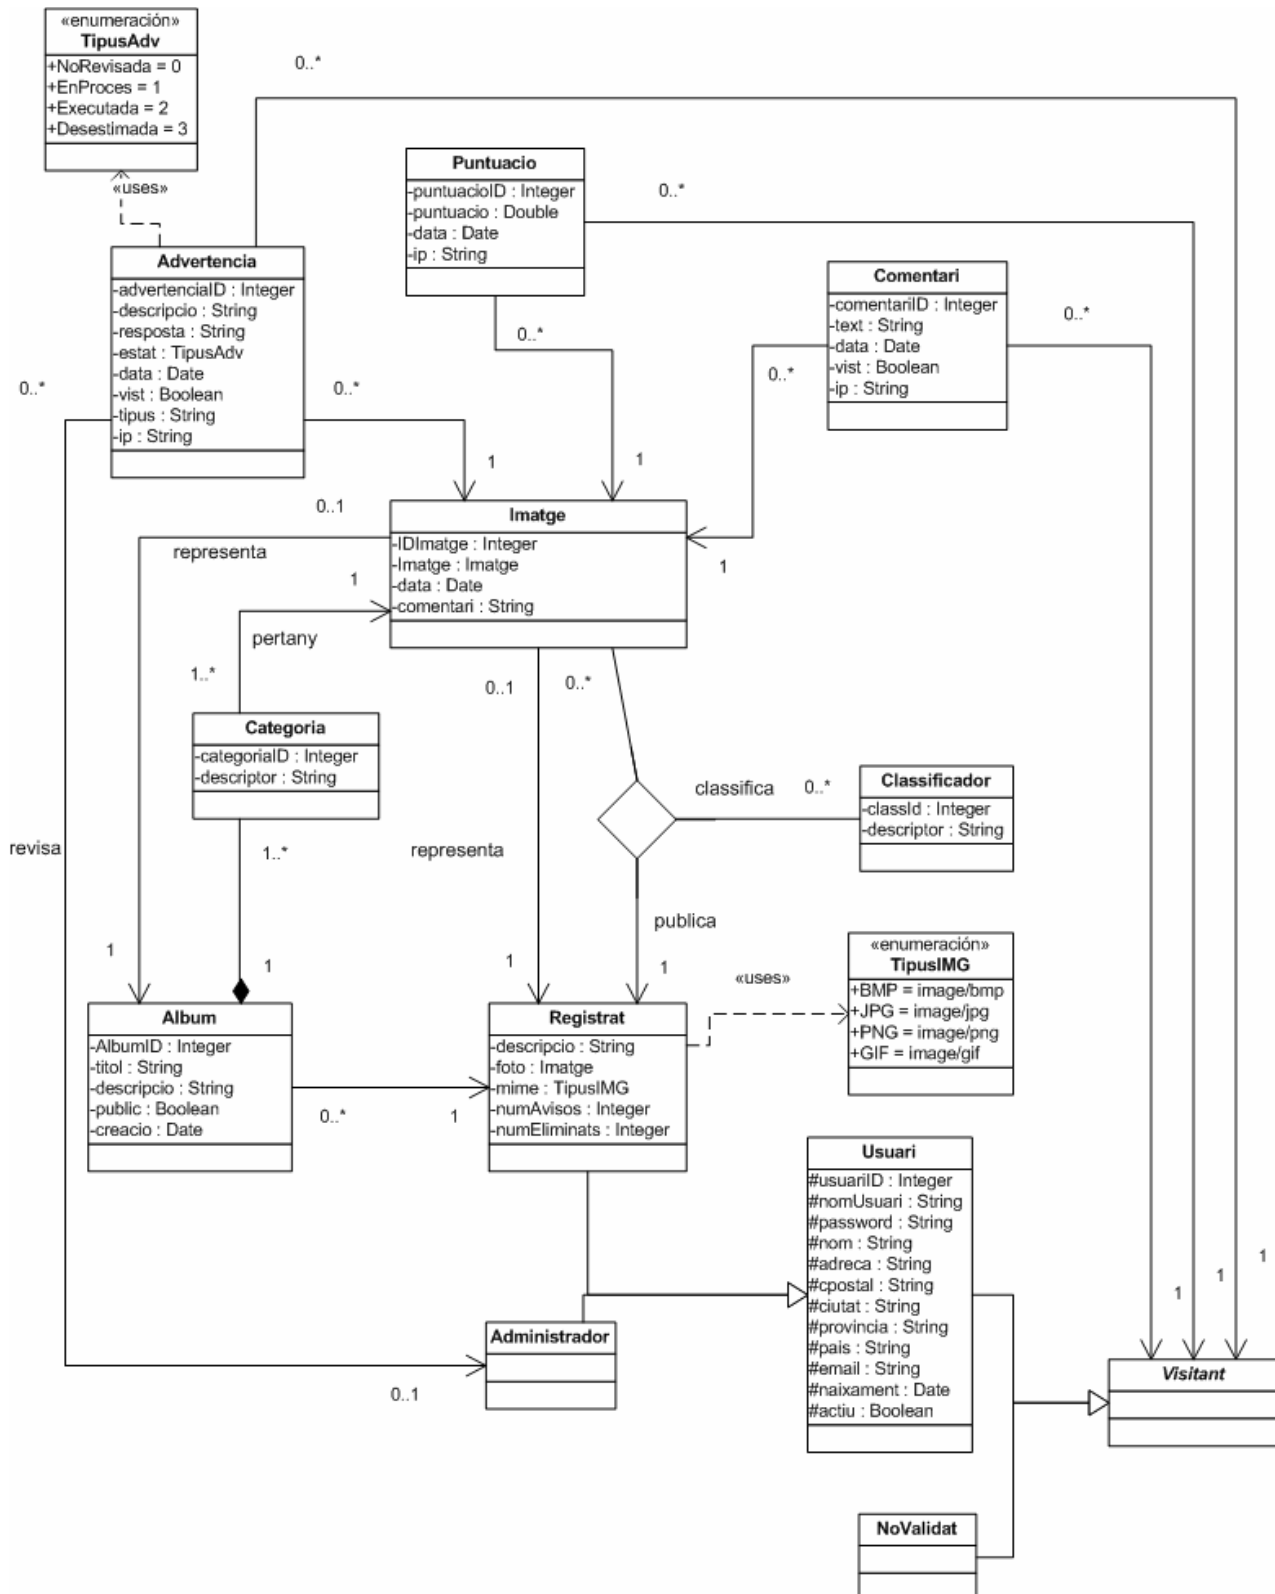 «enumeración»
TipusAdv
+NoRevisada = 0
+EnProces = 1
+Executada = 2
+Desestimada = 3
«uses»
0..*
Puntuacio
-puntuacioID : Integer
-puntuacio : Double
-data : Date
-ip : String
0..*
0..*
Advertencia
-advertenciaID : Integer
-descripcio : String
-resposta : String
-estat : TipusAdv
-data : Date
-vist : Boolean
-tipus : String
-ip : String
0..*
0..*
Comentari
-comentariID : Integer
-text : String
-data : Date
-vist : Boolean
-ip : String
0..*
0..*
1
1
1
Imatge
-IDImatge : Integer
-Imatge : Imatge
-data : Date
-comentari : String
0..1
representa
1
pertany
1..*
Categoria
-categoriaID : Integer
-descriptor : String
1..*
1
0..1
0..*
representa
1
classifica
0..*
Classificador
-classId : Integer
-descriptor : String
publica
1
revisa
1
«uses»
«enumeración»
TipusIMG
+BMP = image/bmp
+JPG = image/jpg
+PNG = image/png
+GIF = image/gif
Album
-AlbumID : Integer
-titol : String
-descripcio : String
-public : Boolean
-creacio : Date
0..*
1
Registrat
-descripcio : String
-foto : Imatge
-mime : TipusIMG
-numAvisos : Integer
-numEliminats : Integer
Usuari
#usuariID : Integer
#nomUsuari : String
#password : String
#nom : String
#adreca : String
#cpostal : String
#ciutat : String
#provincia : String
#pais : String
#email : String
#naixament : Date
#actiu : Boolean
Administrador
0..1
1
1
1
Visitant
NoValidat